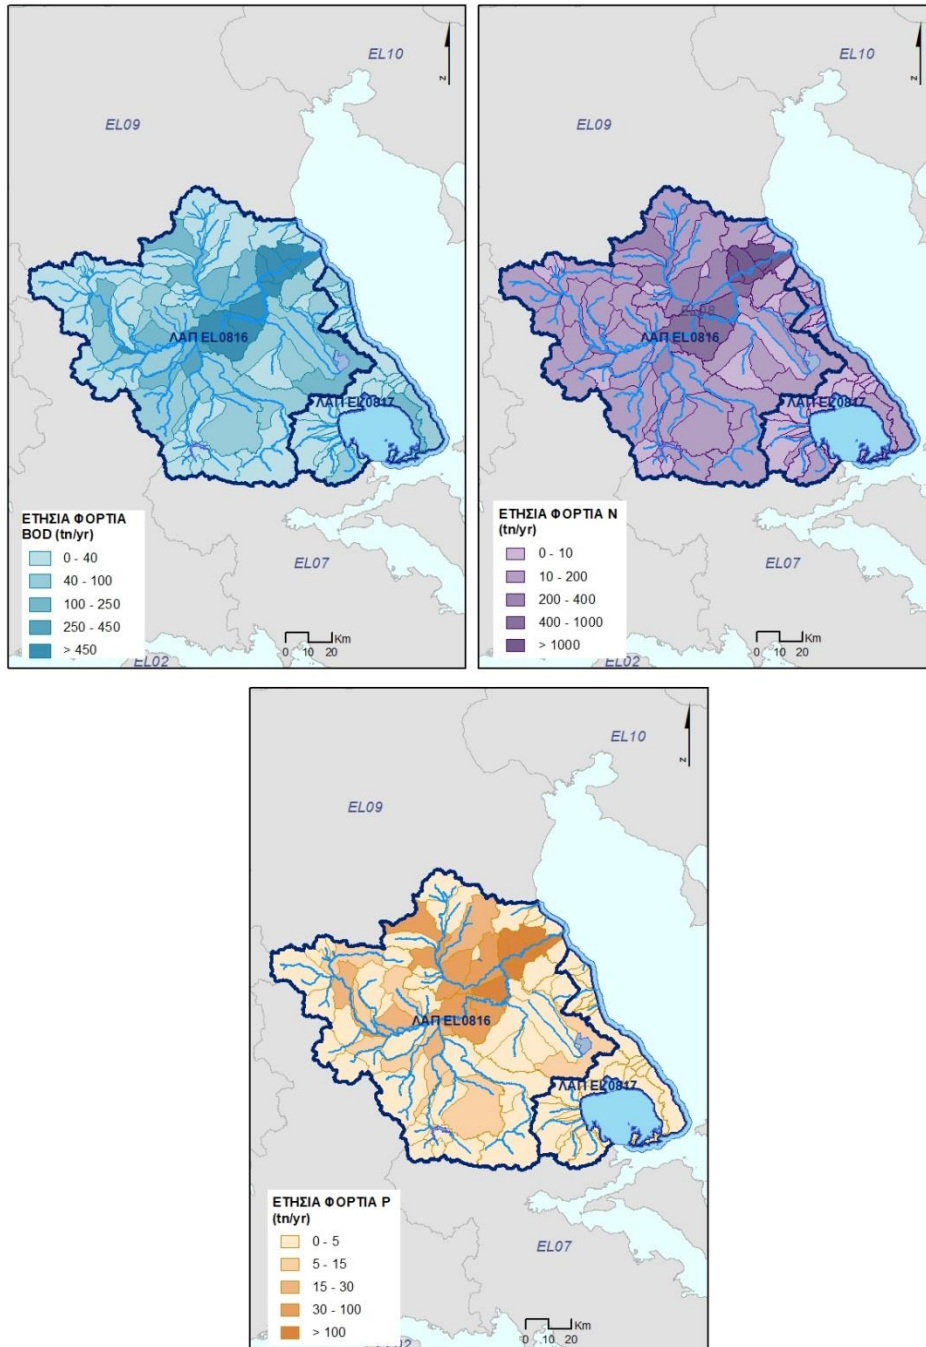 EL10
EL09
ΛΑΠ EL0816
ΛΑΠ EL0817
ΕΤΗΣΙΑ ΦΟΡΤΙΑ
BOD (tn/yr)
0 - 40
40 - 100
100 - 250
250 - 450
> 450
EL07
Km
0 10 20
EL02
z
EL10
EL09
EL08
ΛΑΠ EL0816
ΛΑΠ EL0817
ΕΤΗΣΙΑ ΦΟΡΤΙΑ N
(tn/yr)
0 - 10
10 - 200
200 - 400
400 - 1000
> 1000
EL07
Km
0 10 20
EL02
z
EL10
z
EL09
ΛΑΠ EL0816
ΛΑΠ EL0817
ΕΤΗΣΙΑ ΦΟΡΤΙΑ P
(tn/yr)
0 - 5
5 - 15
15 - 30
30 - 100
> 100
EL07
Km
0 10 20